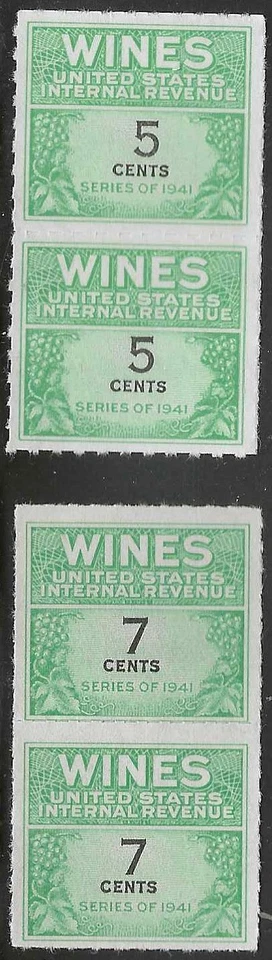 WINES
UNITED STATES
INTERNAL REVENUE
5
CENTS
SERIES OF 1941
WINES
UNITED STATES
INTERNAL REVENUE
5
CENTS
SERIES OF 1941
WINES
UNITED STATES
INTERNAL REVENUE
7
CENTS
SERIES OF 1941
WINES
UNITED STATES
INTERNAL REVENUE
7
CENTS
SERIES OF 1941